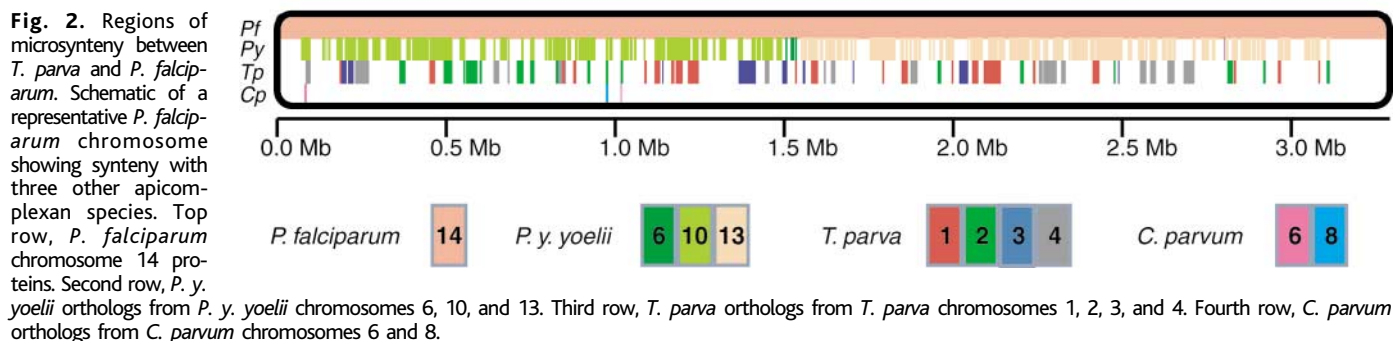 Fig. 2. Regions of
microsynteny between
T. parva and P. falcip-
arum. Schematic of a
representative P. falcip-
arum chromosome
showing synteny with
three other apicom-
plexan species. Top
row, P. falciparum
chromosome 14 pro-
teins. Second row, P. y.
yoelii orthologs from P. y. yoelii chromosomes 6, 10, and 13. Third row, T. parva orthologs from T. parva chromosomes 1, 2, 3, and 4. Fourth row, C. parvum
orthologs from C. parvum chromosomes 6 and 8.
Pf
Py
Tp
Cp
0.0 Mb 0.5 Mb 1.0 Mb 1.5 Mb 2.0 Mb 2.5 Mb 3.0 Mb
P. falciparum 14 P. y. yoelii 6 10 13 T. parva 1 2 3 4 C. parvum 6 8